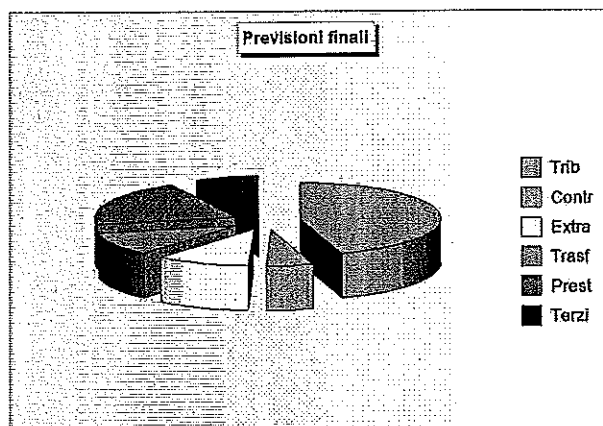 Previsioni finali
Trib
Contr
Extra
Trasf
Prest
Terzi